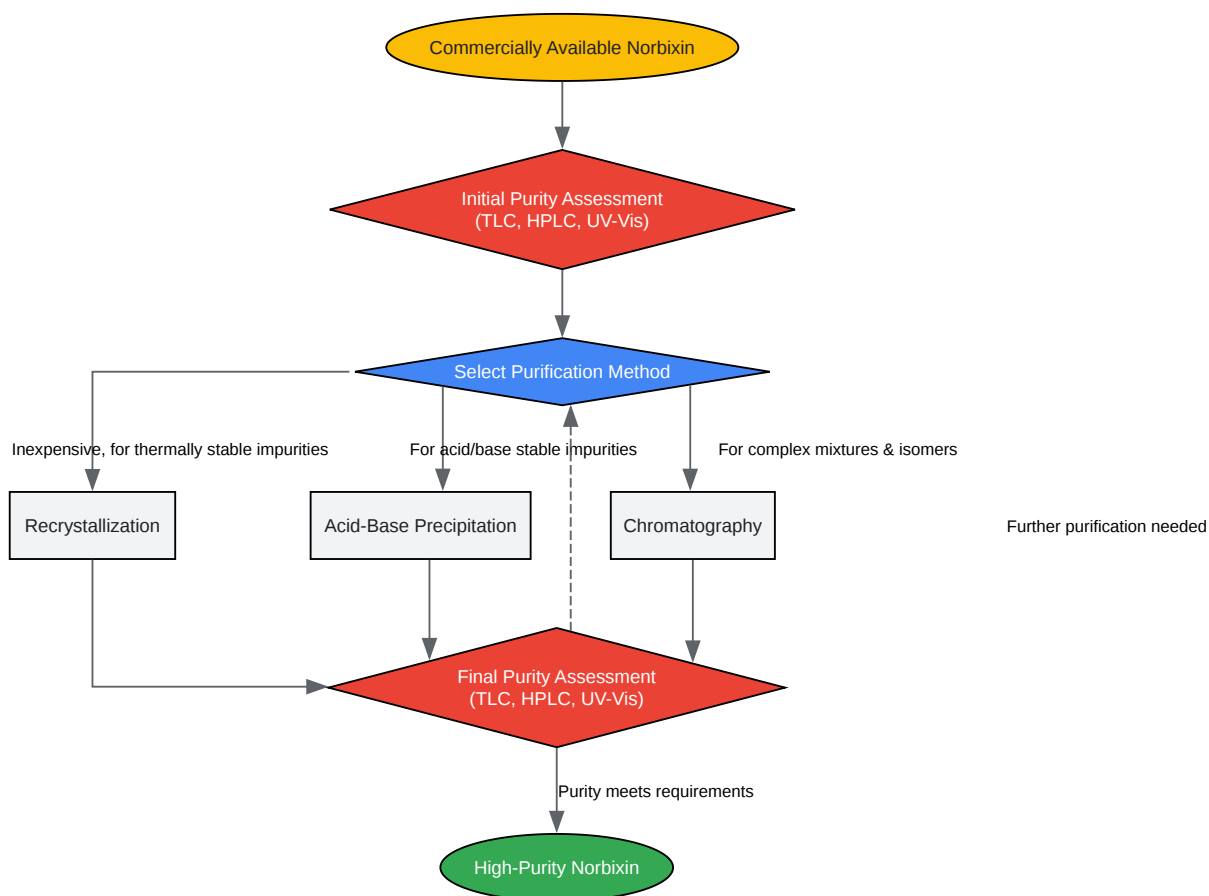 Commercially Available Norbixin
Initial Purity Assessment
(TLC, HPLC, UV-Vis)
Select Purification Method
Inexpensive, for thermally stable impurities
For acid/base stable impurities
For complex mixtures & isomers
Recrystallization
Acid-Base Precipitation
Chromatography
Further purification needed
Final Purity Assessment
(TLC, HPLC, UV-Vis)
Purity meets requirements
High-Purity Norbixin